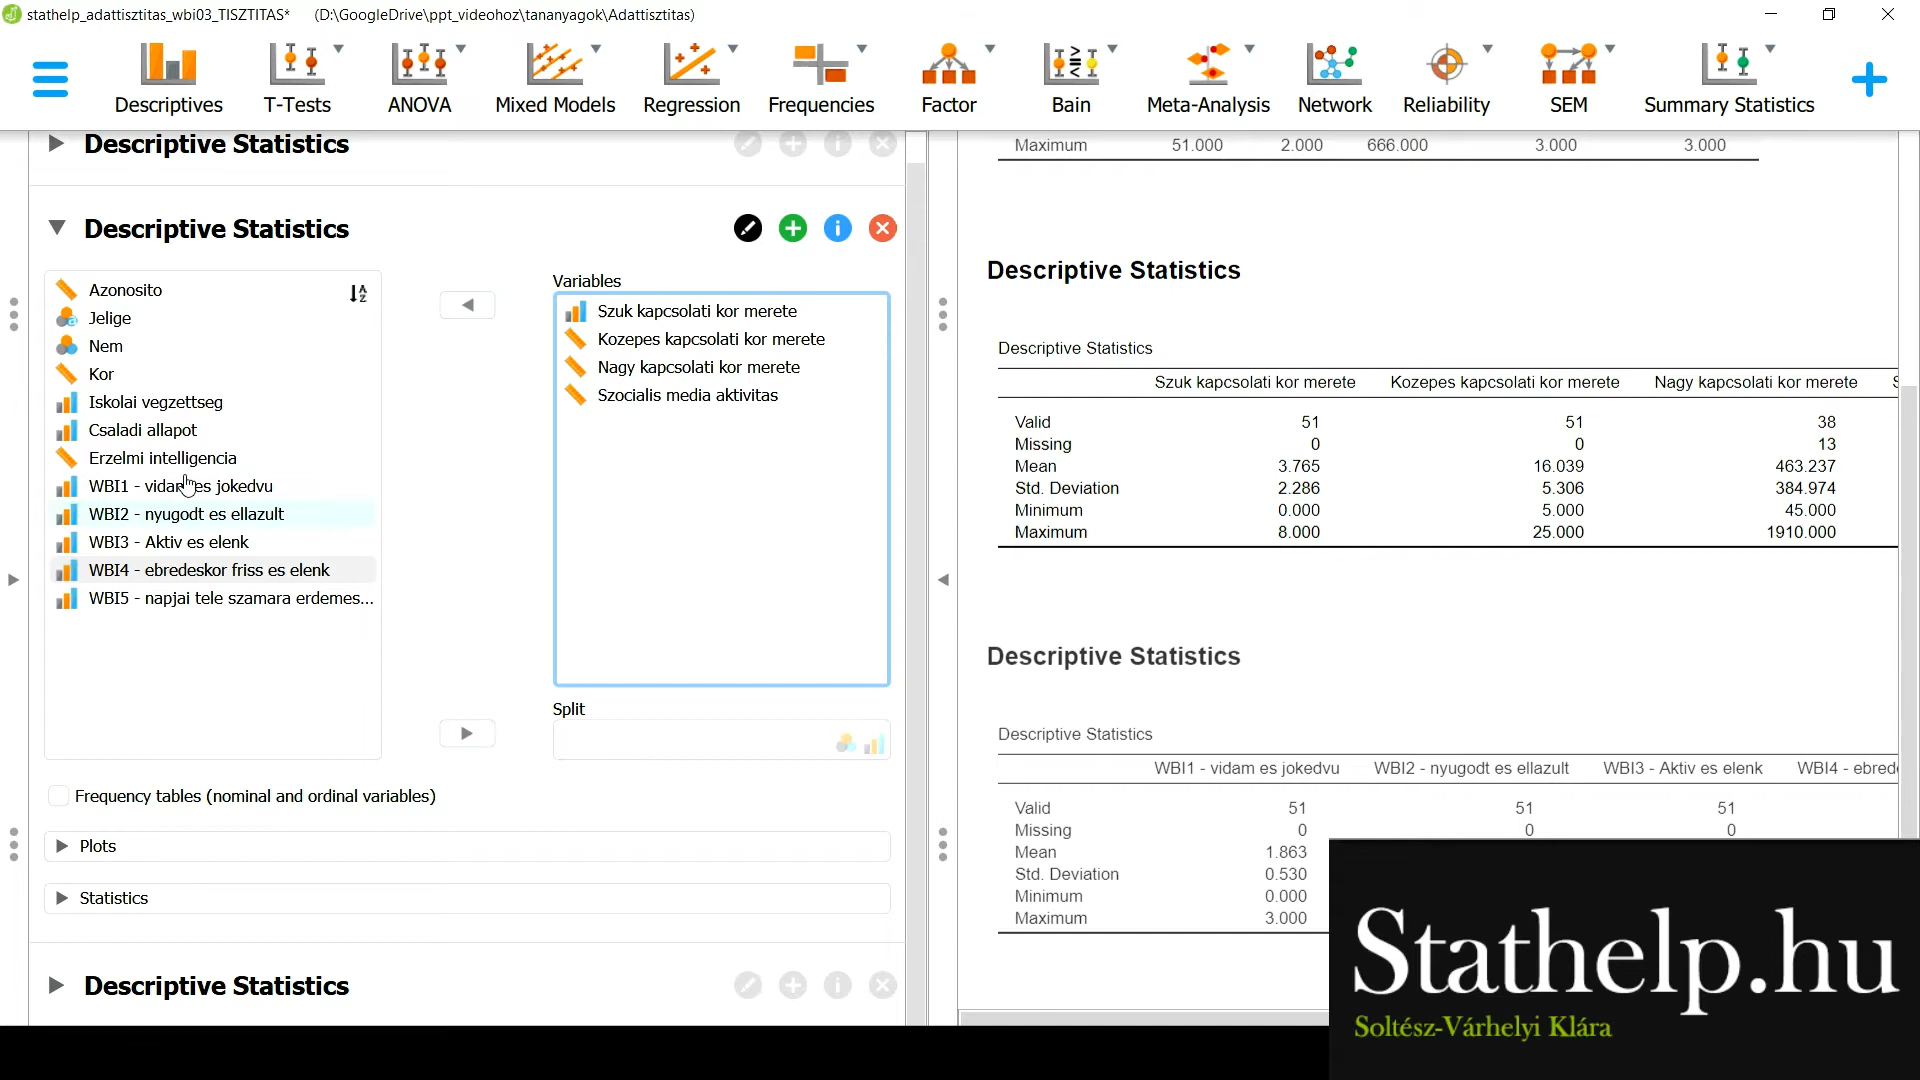 stathelp_adattisztitas_wbi03_TISZTITAS* (D:\GoogleDrive\ppt_videohoz\tananyagok\Adattisztitas)
Descriptives T-Tests ANOVA Mixed Models Regression Frequencies Factor Bain Meta-Analysis Network Reliability SEM Summary Statistics
Descriptive Statistics
Descriptive Statistics
Azonosito
Jelige
Nem
Kor
Iskolai vegzettseg
Csaladi allapot
Erzelmi intelligencia
WBI1 - vidam es jokedvu
WBI2 - nyugodt es ellazult
WBI3 - Aktiv es elenk
WBI4 - ebredeskor friss es elenk
WBI5 - napjai tele szamara erdemes...
Variables
Szuk kapcsolati kor merete
Kozepes kapcsolati kor merete
Nagy kapcsolati kor merete
Szocialis media aktivitas
Split
Frequency tables (nominal and ordinal variables)
Plots
Statistics
Descriptive Statistics
Maximum 51.000 2.000 666.000 3.000 3.000
Descriptive Statistics
Descriptive Statistics
Szuk kapcsolati kor merete Kozepes kapcsolati kor merete Nagy kapcsolati kor merete
Valid 51 51 38
Missing 0 0 13
Mean 3.765 16.039 463.237
Std. Deviation 2.286 5.306 384.974
Minimum 0.000 5.000 45.000
Maximum 8.000 25.000 1910.000
Descriptive Statistics
Descriptive Statistics
WBI1 - vidam es jokedvu WBI2 - nyugodt es ellazult WBI3 - Aktiv es elenk WBI4 - ebred
Valid 51 51 51
Missing 0 0 0
Mean 1.863
Std. Deviation 0.530
Minimum 0.000
Maximum 3.000
Stathelp.hu
Soltész-Várhelyi Klára